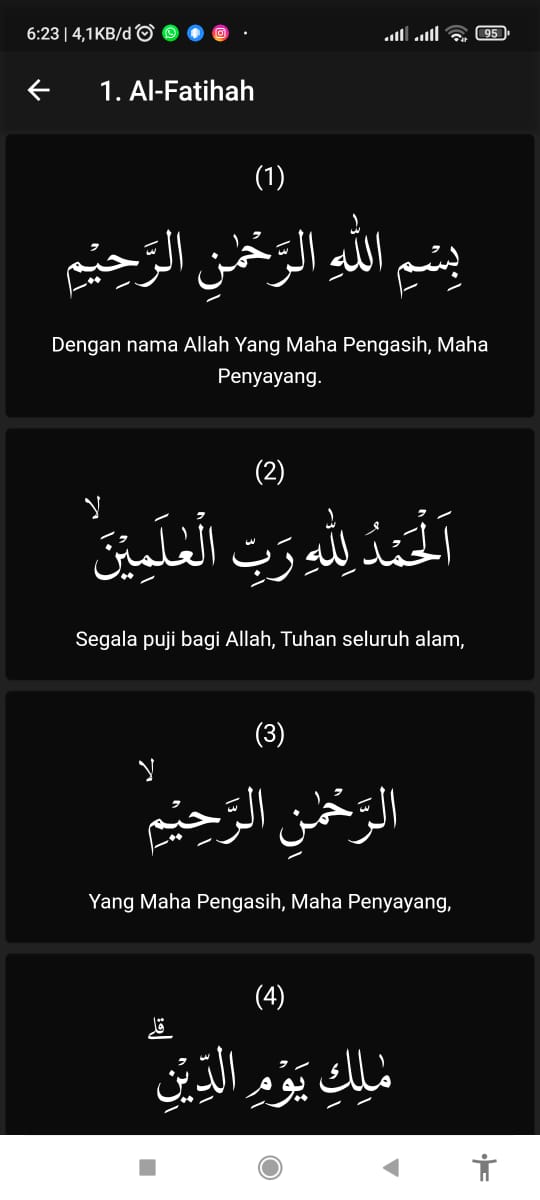 6:23 | 4,1KB/d
95
1. Al-Fatihah
(1)
بِسْمِ اللّٰهِ الرَّحْمٰنِ الرَّحِيْمِ
Dengan nama Allah Yang Maha Pengasih, Maha
Penyayang.
(2)
اَلْحَمْدُ لِلّٰهِ رَبِّ الْعٰلَمِيْنَۙ
Segala puji bagi Allah, Tuhan seluruh alam,
(3)
الرَّحْمٰنِ الرَّحِيْمِۙ
Yang Maha Pengasih, Maha Penyayang,
(4)
مٰلِكِ يَوْمِ الدِّيْنِۗ